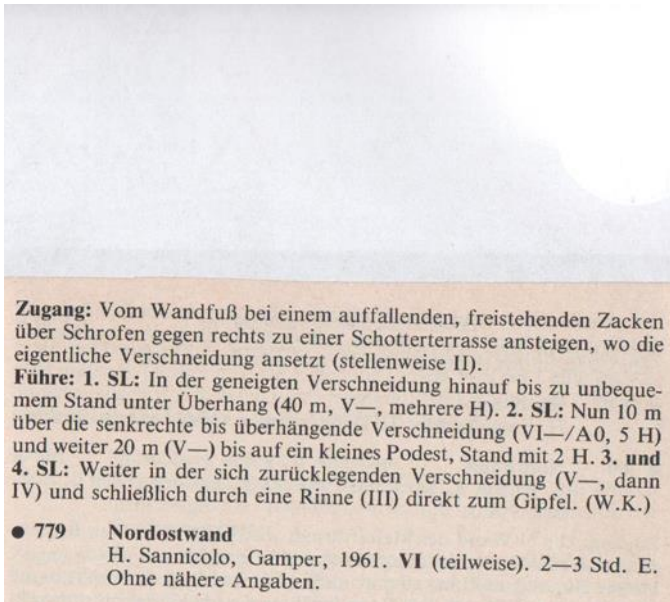 Zugang: Vom Wandfuß bei einem auffallenden, freistehenden Zacken
über Schrofen gegen rechts zu einer Schotterterrasse ansteigen, wo die
eigentliche Verschneidung ansetzt (stellenweise II).
Führe: 1. SL: In der geneigten Verschneidung hinauf bis zu unbeque-
mem Stand unter Überhang (40 m, V—, mehrere H). 2. SL: Nun 10 m
über die senkrechte bis überhängende Verschneidung (VI—/A0, 5 H)
und weiter 20 m (V—) bis auf ein kleines Podest, Stand mit 2 H. 3. und
4. SL: Weiter in der sich zurücklegenden Verschneidung (V—, dann
IV) und schließlich durch eine Rinne (III) direkt zum Gipfel. (W.K.)
● 779 Nordostwand
H. Sannicolo, Gamper, 1961. VI (teilweise). 2—3 Std. E.
Ohne nähere Angaben.